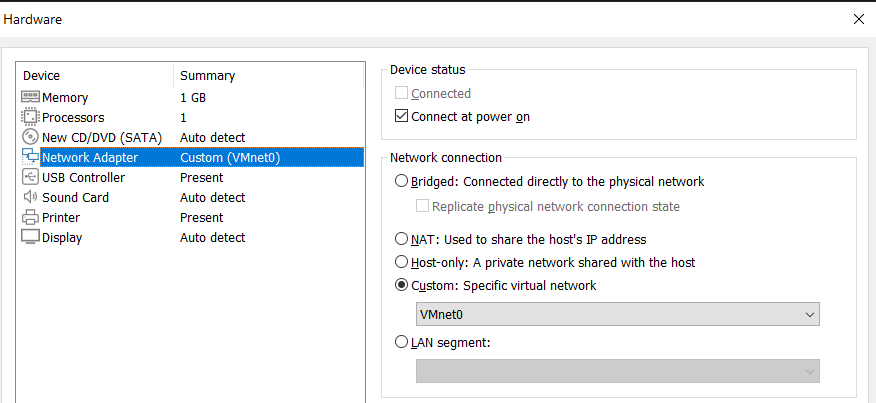 Hardware
Device Summary
Memory 1 GB
Processors 1
New CD/DVD (SATA) Auto detect
Network Adapter Custom (VMnet0)
USB Controller Present
Sound Card Auto detect
Printer Present
Display Auto detect
Device status
Connected
Connect at power on
Network connection
Bridged: Connected directly to the physical network
Replicate physical network connection state
NAT: Used to share the host's IP address
Host-only: A private network shared with the host
Custom: Specific virtual network
VMnet0
LAN segment: